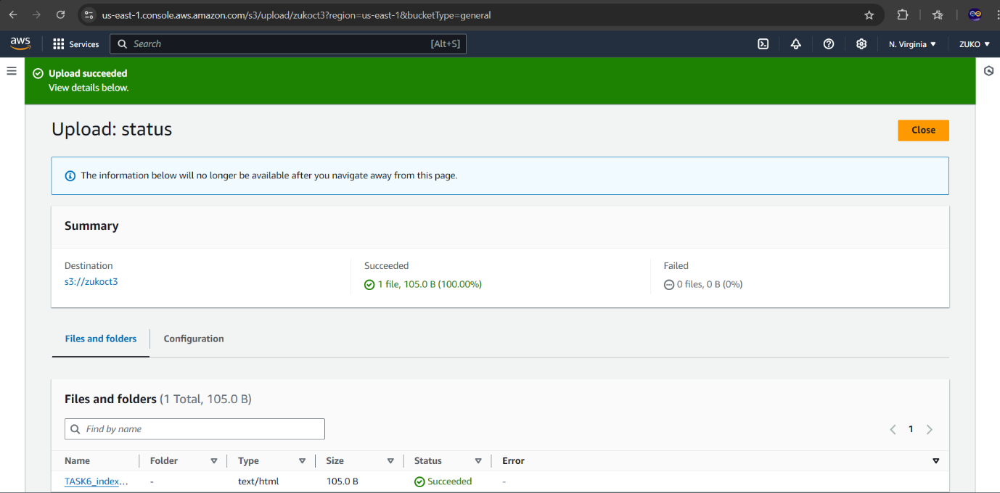 us-east-1.console.aws.amazon.com/s3/upload/zukoct3?region=us-east-1&bucketType=general
aws Services Search [Alt+S] N. Virginia ▼ ZUKO ▼
Upload succeeded
View details below.
Upload: status
Close
The information below will no longer be available after you navigate away from this page.
Summary
Destination Succeeded Failed
s3://zukoct3 1 file, 105.0 B (100.00%) 0 files, 0 B (0%)
Files and folders Configuration
Files and folders (1 Total, 105.0 B)
Find by name 1
Name Folder Type Size Status Error
TASK6_index... - text/html 105.0 B Succeeded -